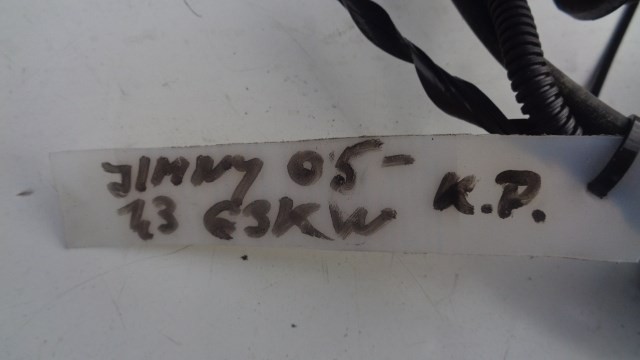 JIMNY 05-
1,3 63KW K.P.